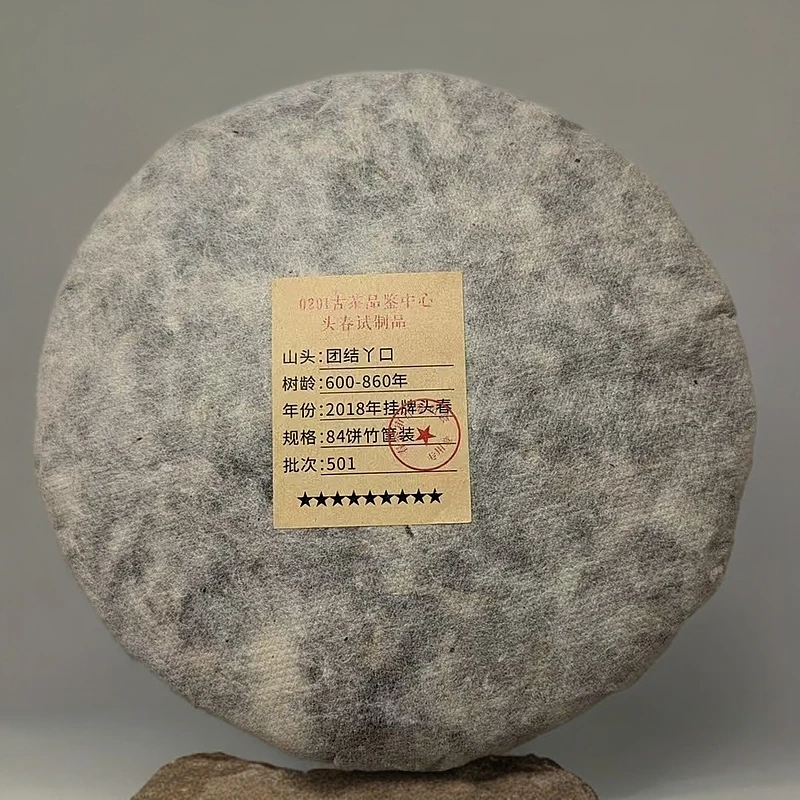 0201古茶品鉴中心
头春试制品
山头：团结丫口
树龄：600-860年
年份：2018年挂牌头春
规格：84饼竹筐装
批次：501
★★★★★★★★★